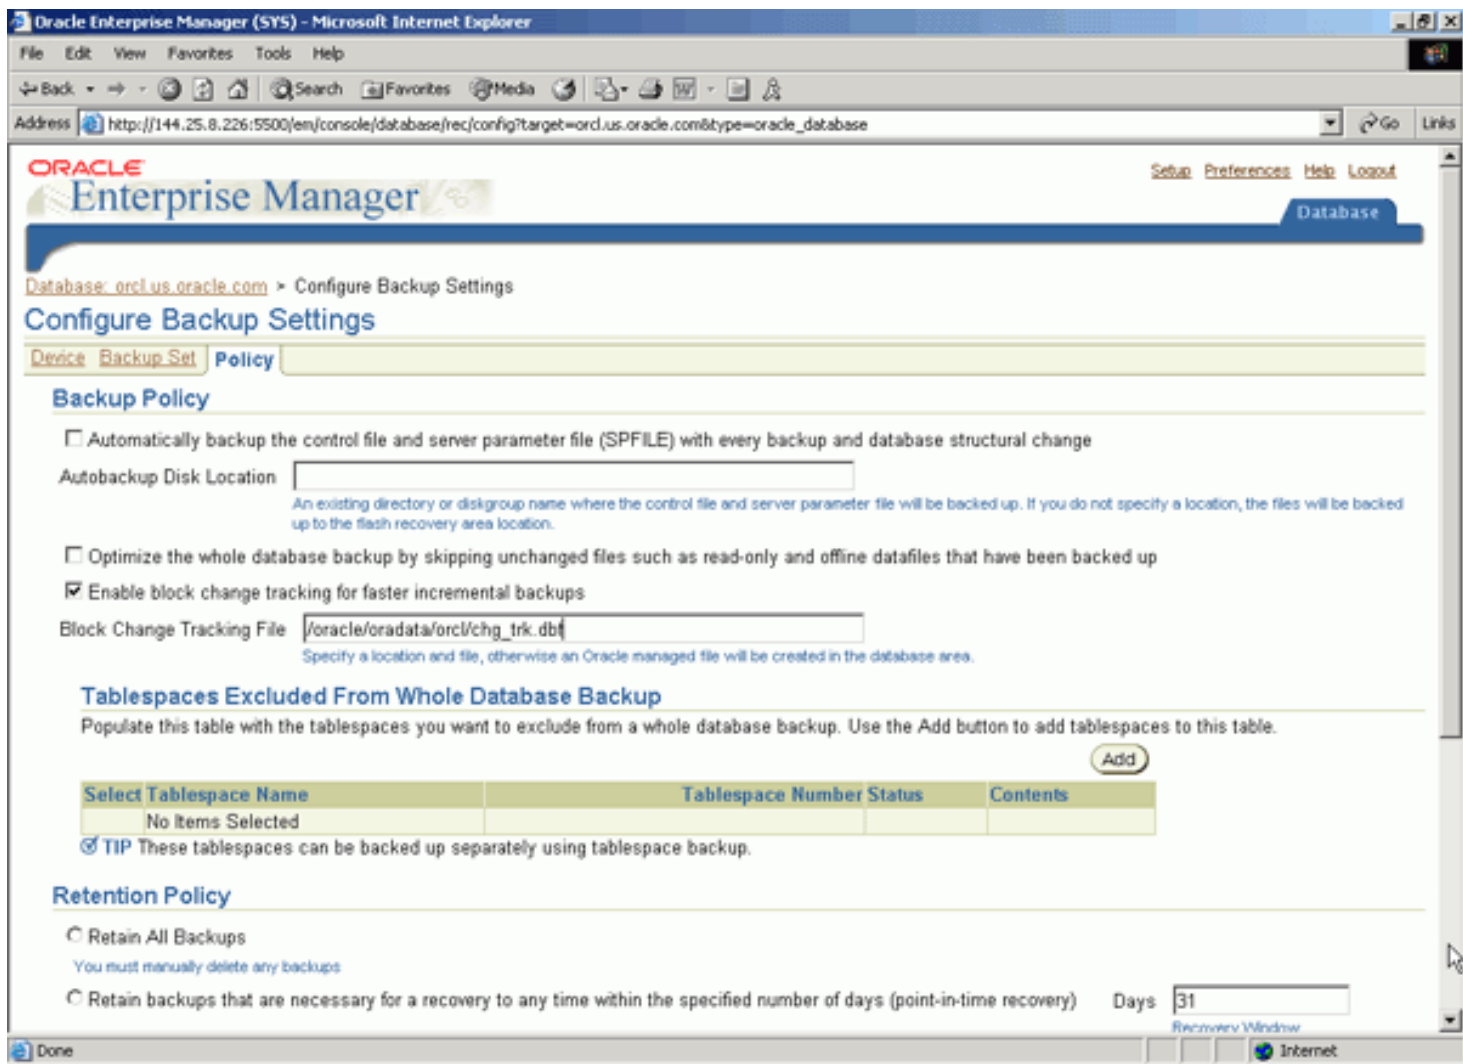 Oracle Enterprise Manager (SYS) - Microsoft Internet Explorer
File Edit View Favorites Tools Help
Back Search Favorites Media
Address http://144.25.8.226:5500/em/console/database/rec/config?target=orcl.us.oracle.com&type=oracle_database Go Links
ORACLE
Enterprise Manager
Setup Preferences Help Logout
Database
Database: orcl.us.oracle.com > Configure Backup Settings
Configure Backup Settings
Device Backup Set Policy
Backup Policy
Automatically backup the control file and server parameter file (SPFILE) with every backup and database structural change
Autobackup Disk Location
An existing directory or diskgroup name where the control file and server parameter file will be backed up. If you do not specify a location, the files will be backed
up to the flash recovery area location.
Optimize the whole database backup by skipping unchanged files such as read-only and offline datafiles that have been backed up
Enable block change tracking for faster incremental backups
Block Change Tracking File /oracle/oradata/orcl/chg_trk.dbf
Specify a location and file, otherwise an Oracle managed file will be created in the database area.
Tablespaces Excluded From Whole Database Backup
Populate this table with the tablespaces you want to exclude from a whole database backup. Use the Add button to add tablespaces to this table.
Add
Select Tablespace Name Tablespace Number Status Contents
No Items Selected
TIP These tablespaces can be backed up separately using tablespace backup.
Retention Policy
Retain All Backups
You must manually delete any backups
Retain backups that are necessary for a recovery to any time within the specified number of days (point-in-time recovery) Days 31
Recovery Window
Done Internet